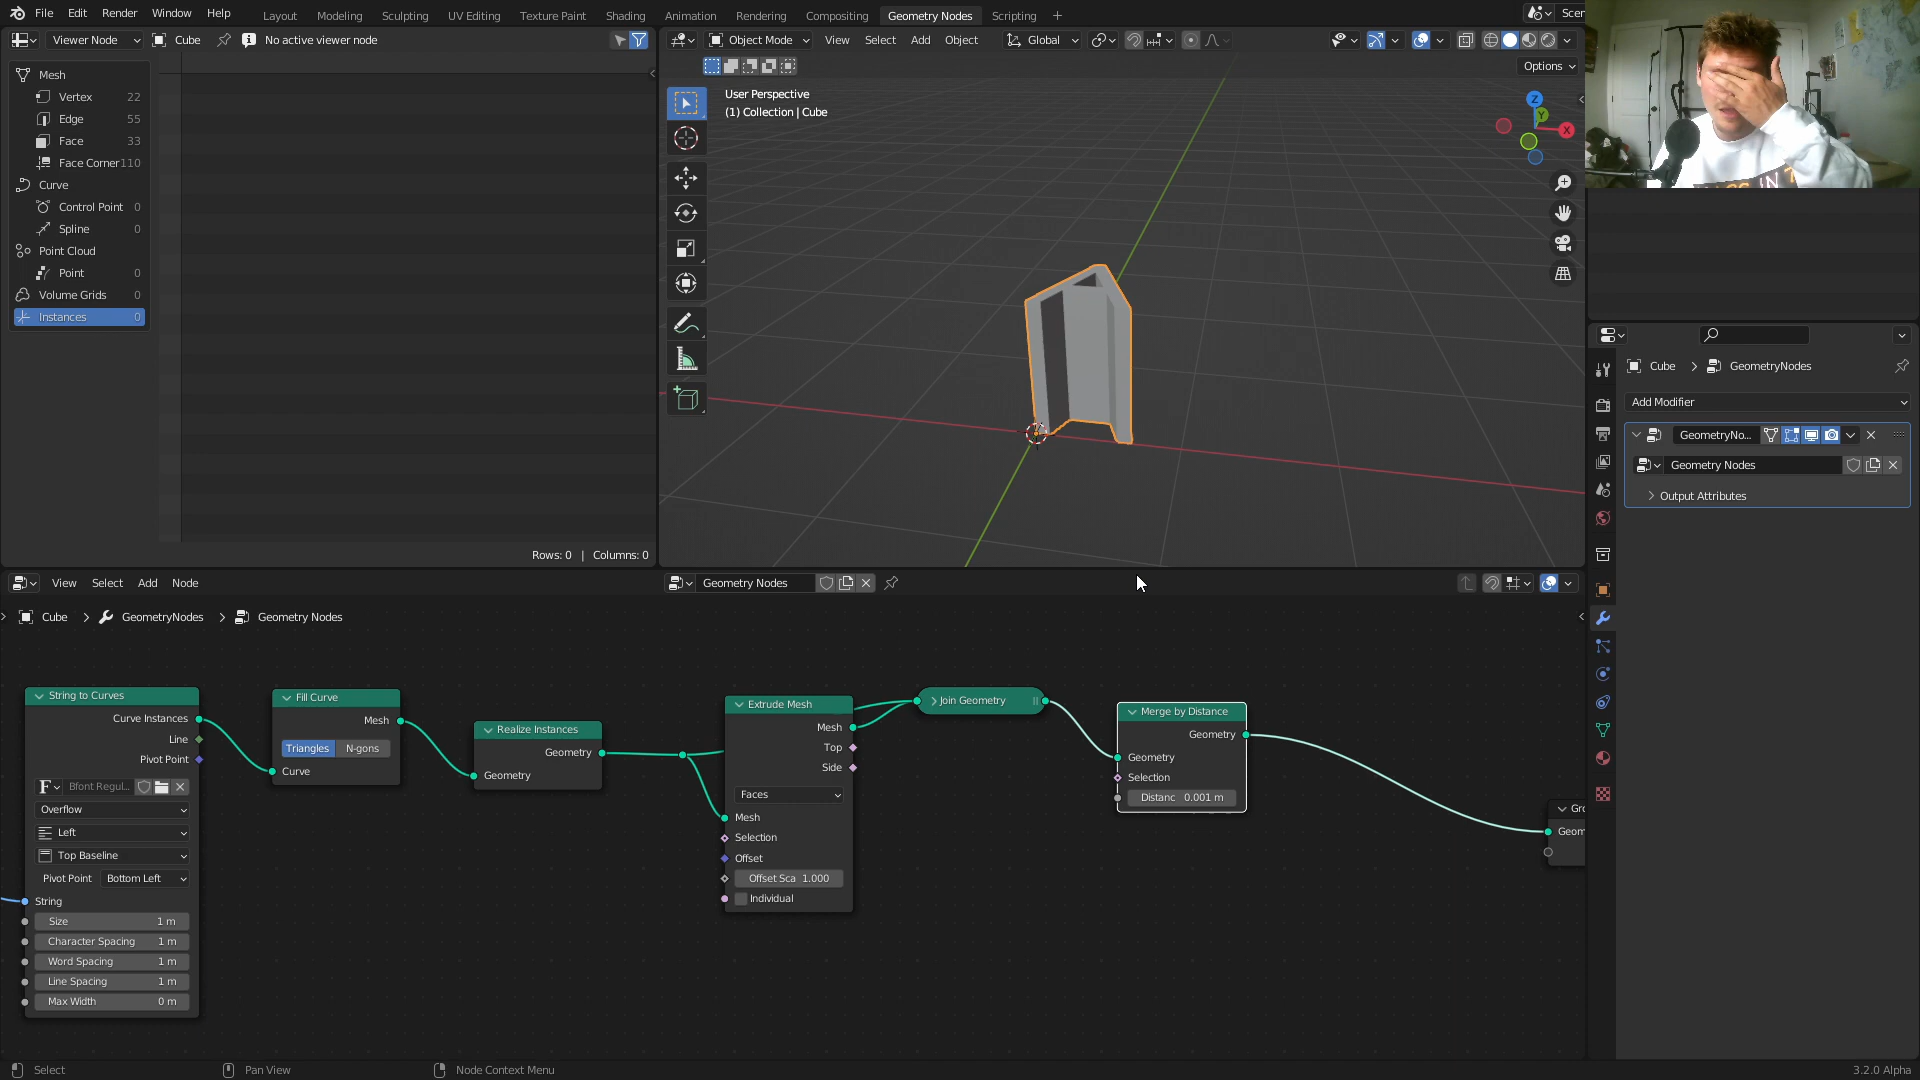 File Edit Render Window Help Layout Modeling Sculpting UV Editing Texture Paint Shading Animation Rendering Compositing Geometry Nodes Scripting + Scen
Viewer Node Cube No active viewer node
Mesh
Vertex 22
Edge 55
Face 33
Face Corner 110
Curve
Control Point 0
Spline 0
Point Cloud
Point 0
Volume Grids 0
Instances 0
Rows: 0 | Columns: 0
Object Mode View Select Add Object Global
Options
User Perspective
(1) Collection | Cube
Z
Y
X
Cube > GeometryNodes
Add Modifier
GeometryNo...
Geometry Nodes
Output Attributes
View Select Add Node Geometry Nodes
Cube > GeometryNodes > Geometry Nodes
String to Curves
Curve Instances
Line
Pivot Point
F Bfont Regul...
Overflow
Left
Top Baseline
Pivot Point Bottom Left
String
Size 1 m
Character Spacing 1 m
Word Spacing 1 m
Line Spacing 1 m
Max Width 0 m
Fill Curve
Mesh
Triangles N-gons
Curve
Realize Instances
Geometry
Geometry
Extrude Mesh
Mesh
Top
Side
Faces
Mesh
Selection
Offset
Offset Sca 1.000
Individual
Join Geometry
Merge by Distance
Geometry
Geometry
Selection
Distanc 0.001 m
Gro
Geom
Select Pan View Node Context Menu 3.2.0 Alpha